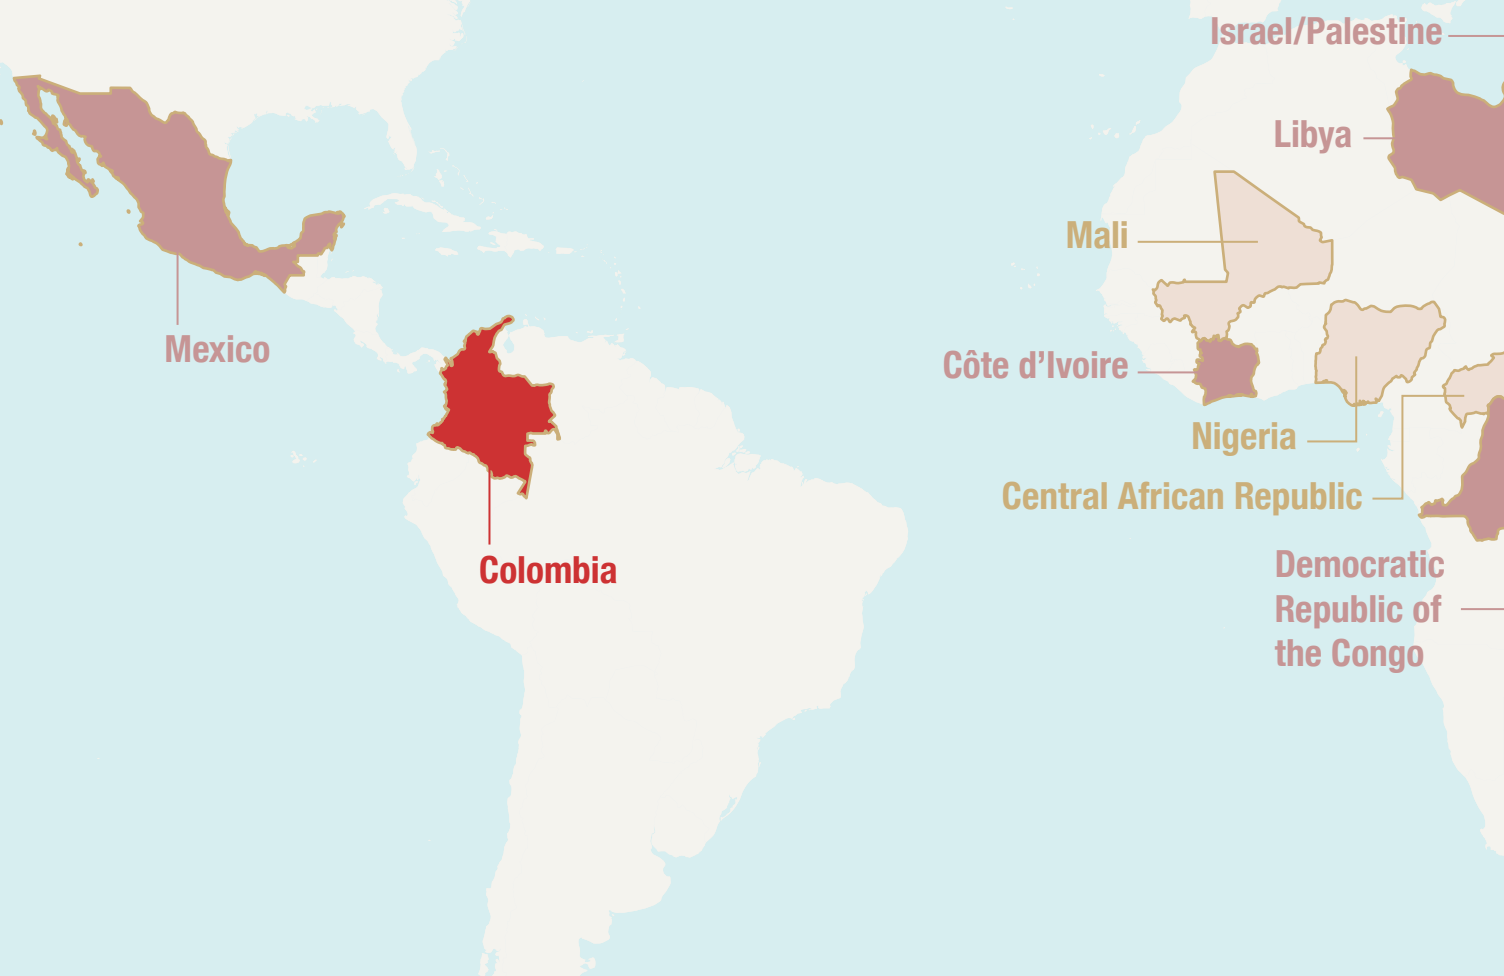 Israel/Palestine
Libya
Mali
Mexico
Côte d’Ivoire
Nigeria
Central African Republic
Colombia
Democratic
Republic of
the Congo